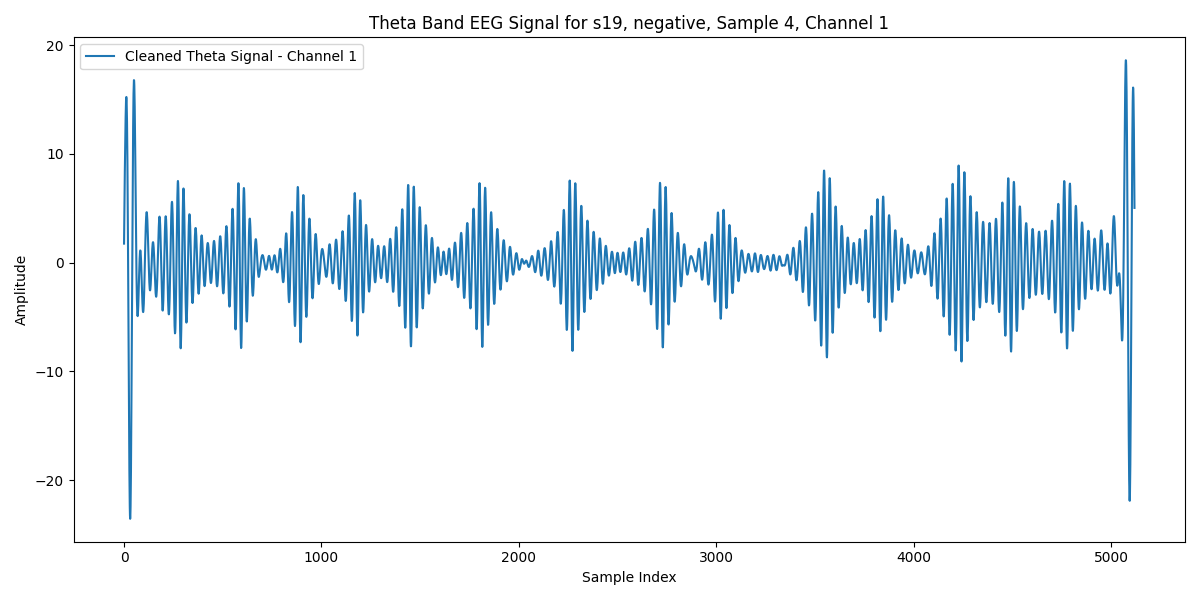 Theta Band EEG Signal for s19, negative, Sample 4, Channel 1
Cleaned Theta Signal - Channel 1
20
10
0
−10
−20
Amplitude
0 1000 2000 3000 4000 5000
Sample Index